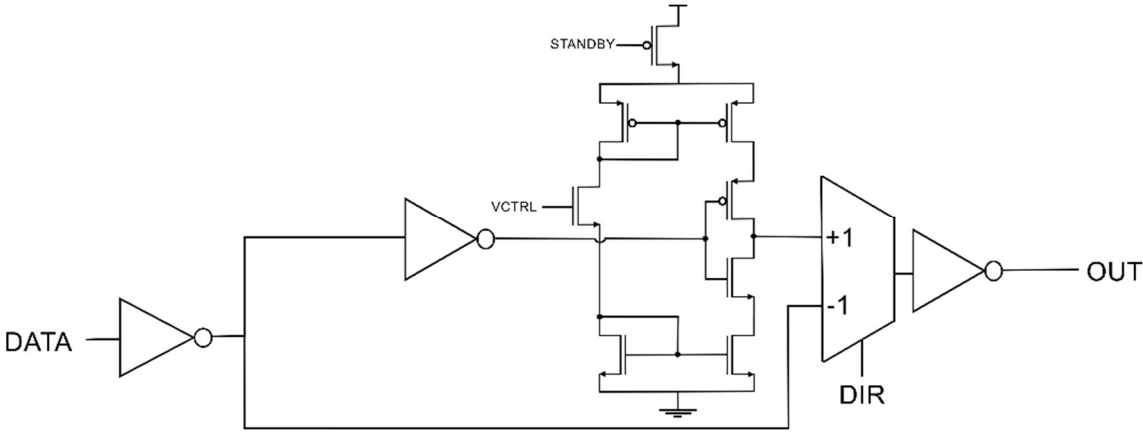 STANDBY
VCTRL
+1
-1
OUT
DATA
DIR